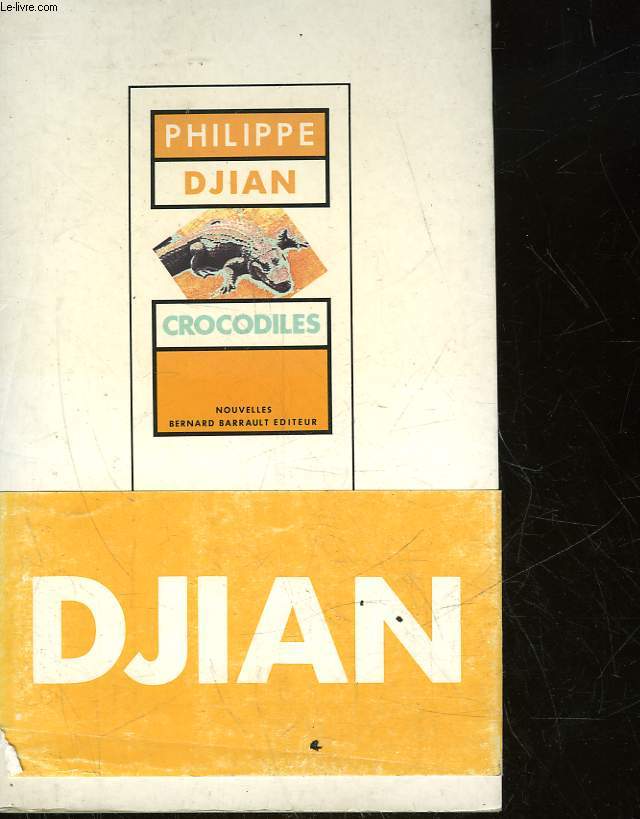 Le-livre.com
PHILIPPE
DJIAN
CROCODILES
NOUVELLES
BERNARD BARRAULT EDITEUR
DJIAN